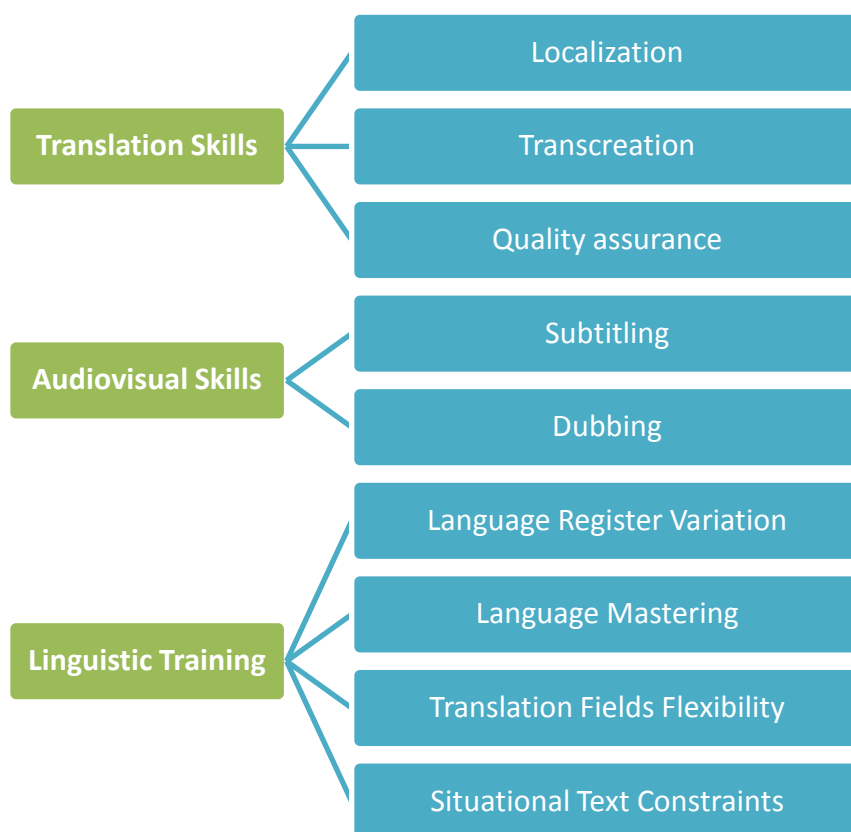 Translation Skills
Localization
Transcreation
Quality assurance
Audiovisual Skills
Subtitling
Dubbing
Linguistic Training
Language Register Variation
Language Mastering
Translation Fields Flexibility
Situational Text Constraints